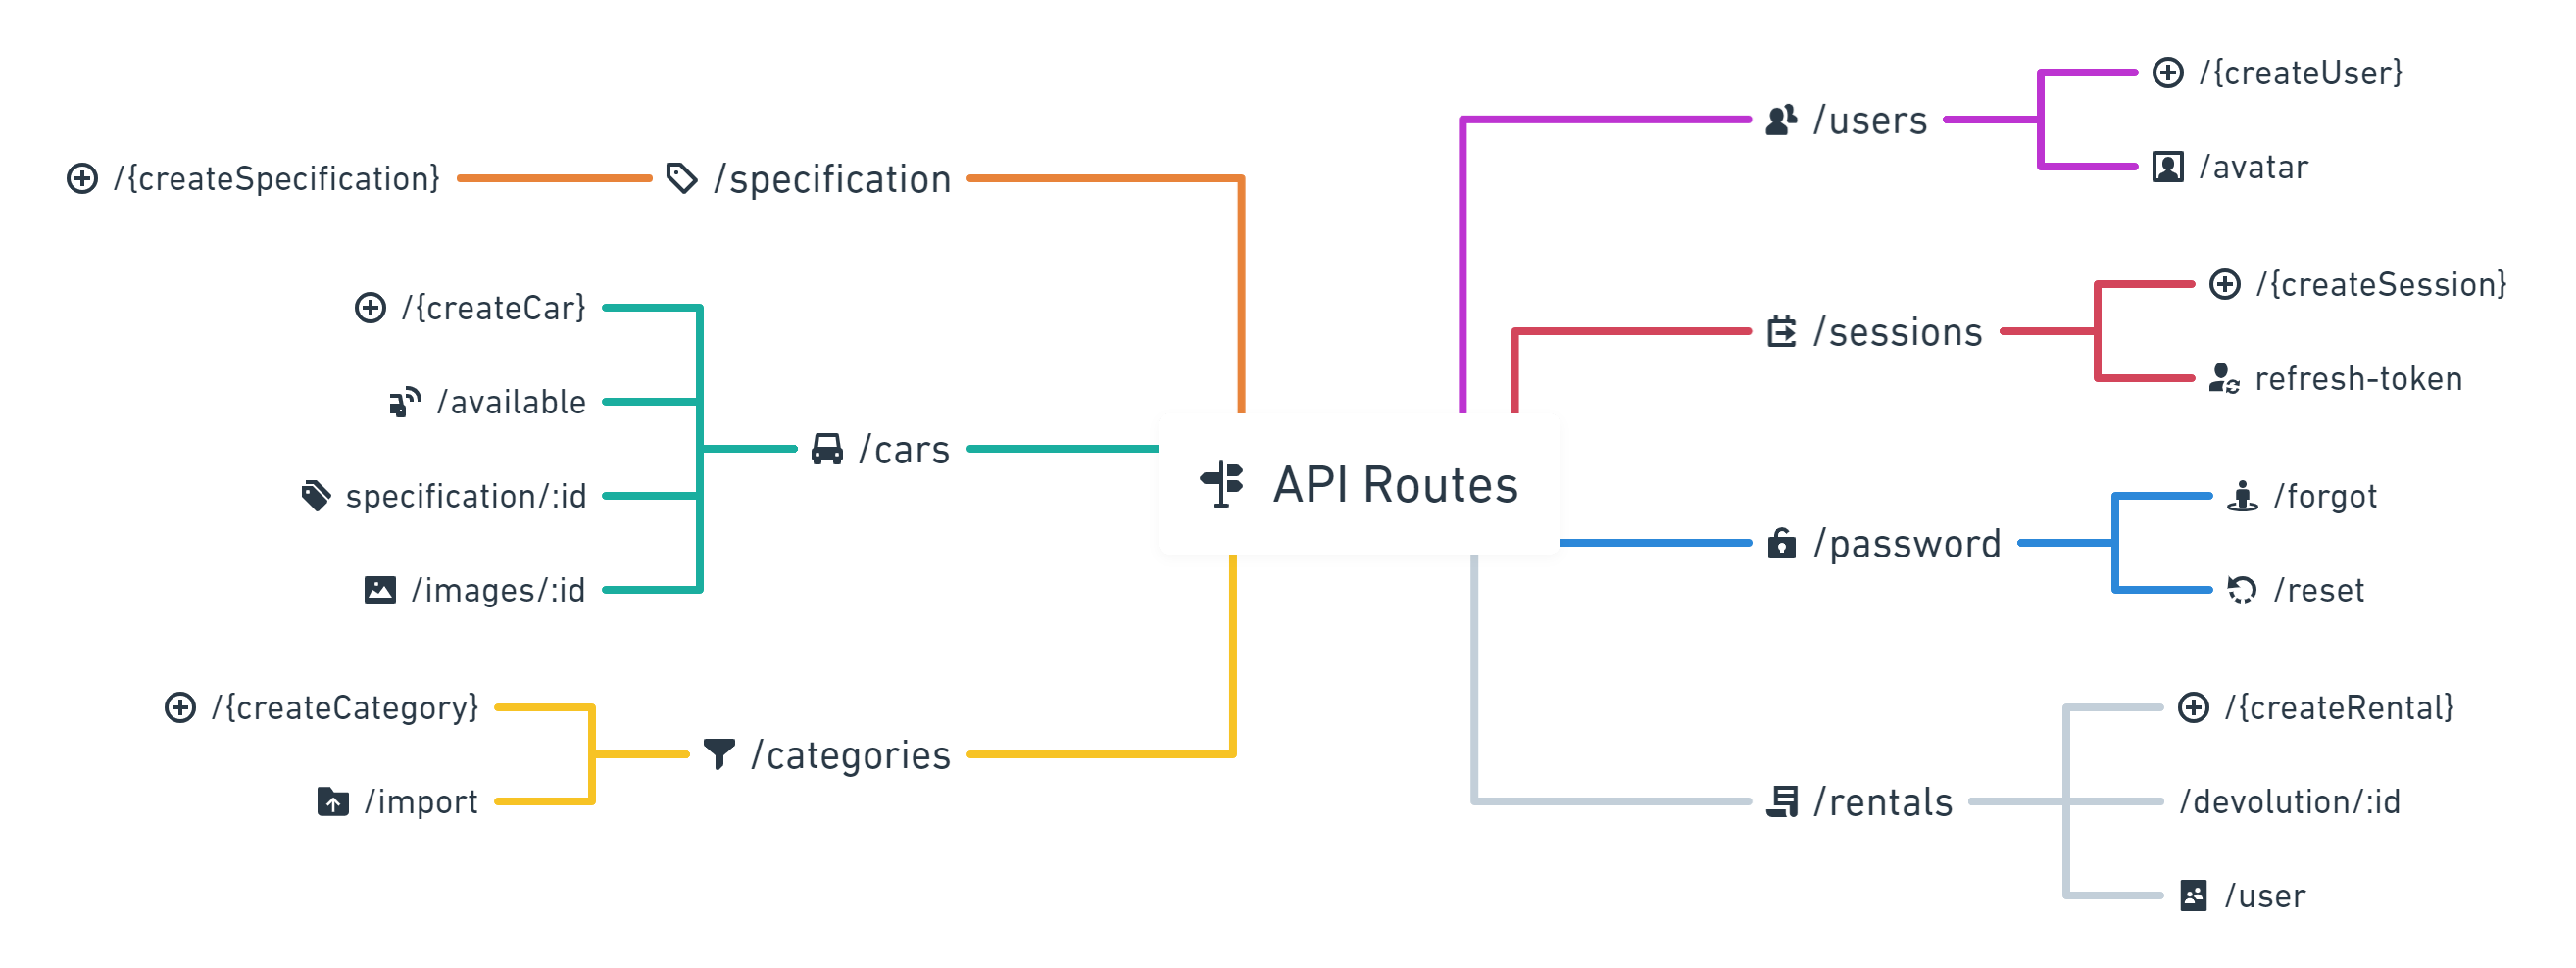 API Routes
/specification
/{createSpecification}
/cars
/{createCar}
/available
specification/:id
/images/:id
/categories
/{createCategory}
/import
/users
/{createUser}
/avatar
/sessions
/{createSession}
refresh-token
/password
/forgot
/reset
/rentals
/{createRental}
/devolution/:id
/user